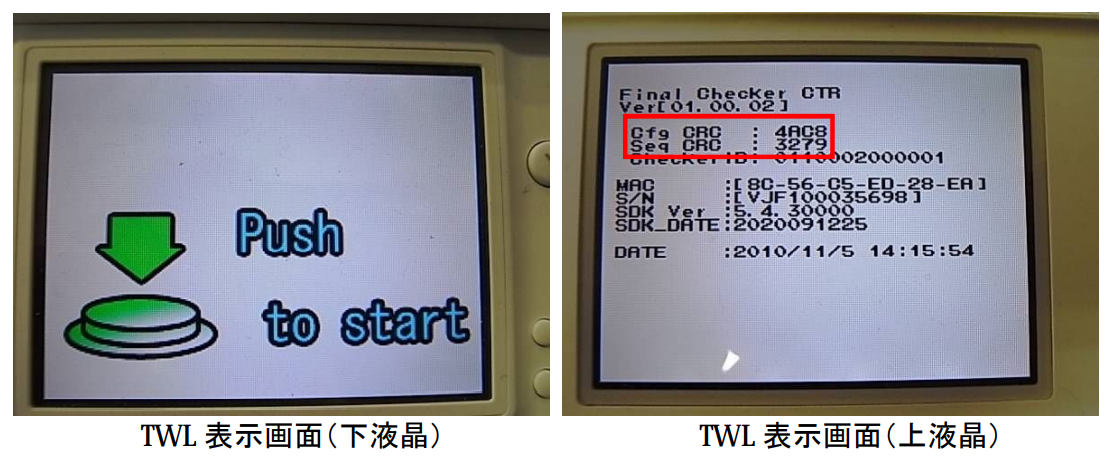 Push
to start
TWL 表示画面(下液晶)
Final Checker CTR
Ver[01.00.02]
Cfg CRC : 4AC8
Seq CRC : 3279
CheckerID: 0110002000001
MAC :[8C-56-C5-ED-28-EA]
S/N :[VJF100035698]
SDK Ver :5.4.30000
SDK_DATE:2020091225
DATE :2010/11/5 14:15:54
TWL 表示画面(上液晶)